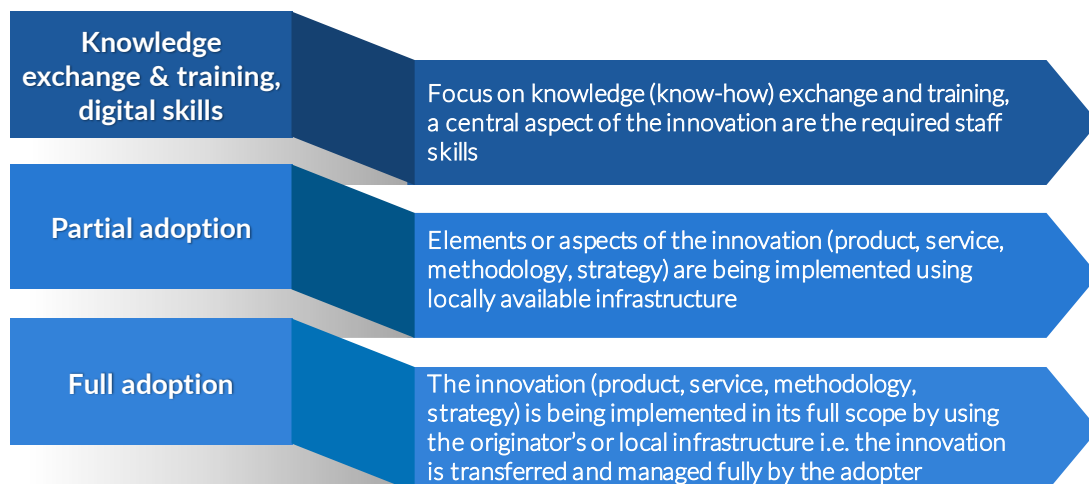 Knowledge
exchange & training,
digital skills
Focus on knowledge (know-how) exchange and training,
a central aspect of the innovation are the required staff
skills
Partial adoption
Elements or aspects of the innovation (product, service,
methodology, strategy) are being implemented using
locally available infrastructure
Full adoption
The innovation (product, service, methodology,
strategy) is being implemented in its full scope by using
the originator's or local infrastructure i.e. the innovation
is transferred and managed fully by the adopter